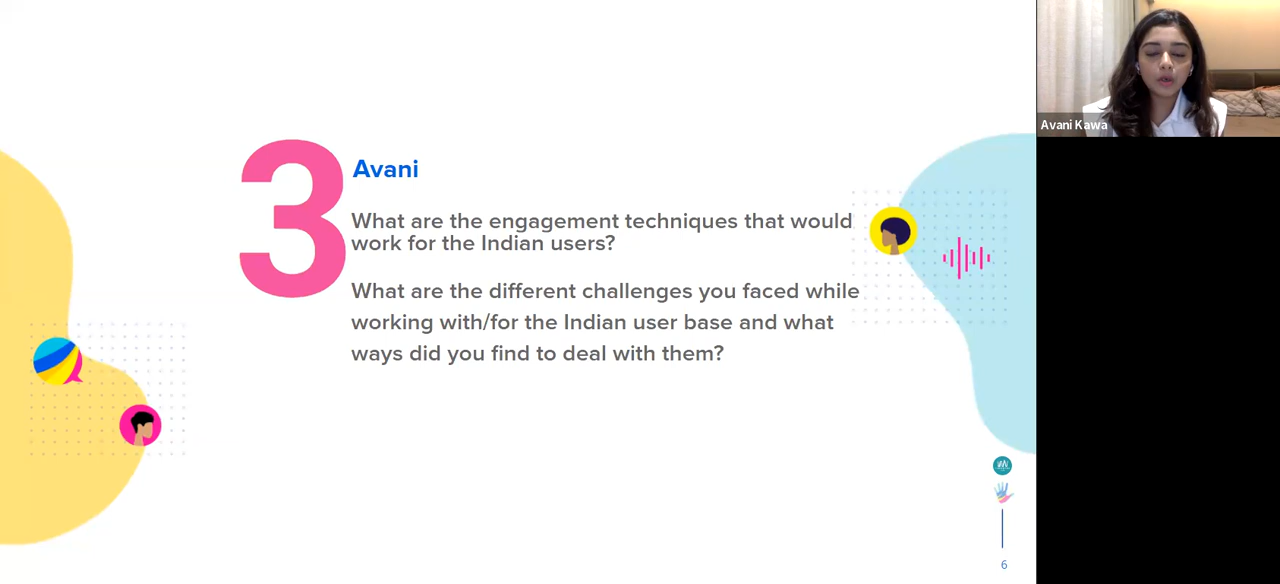 3
Avani
What are the engagement techniques that would
work for the Indian users?
What are the different challenges you faced while
working with/for the Indian user base and what
ways did you find to deal with them?
6
Avani Kawa